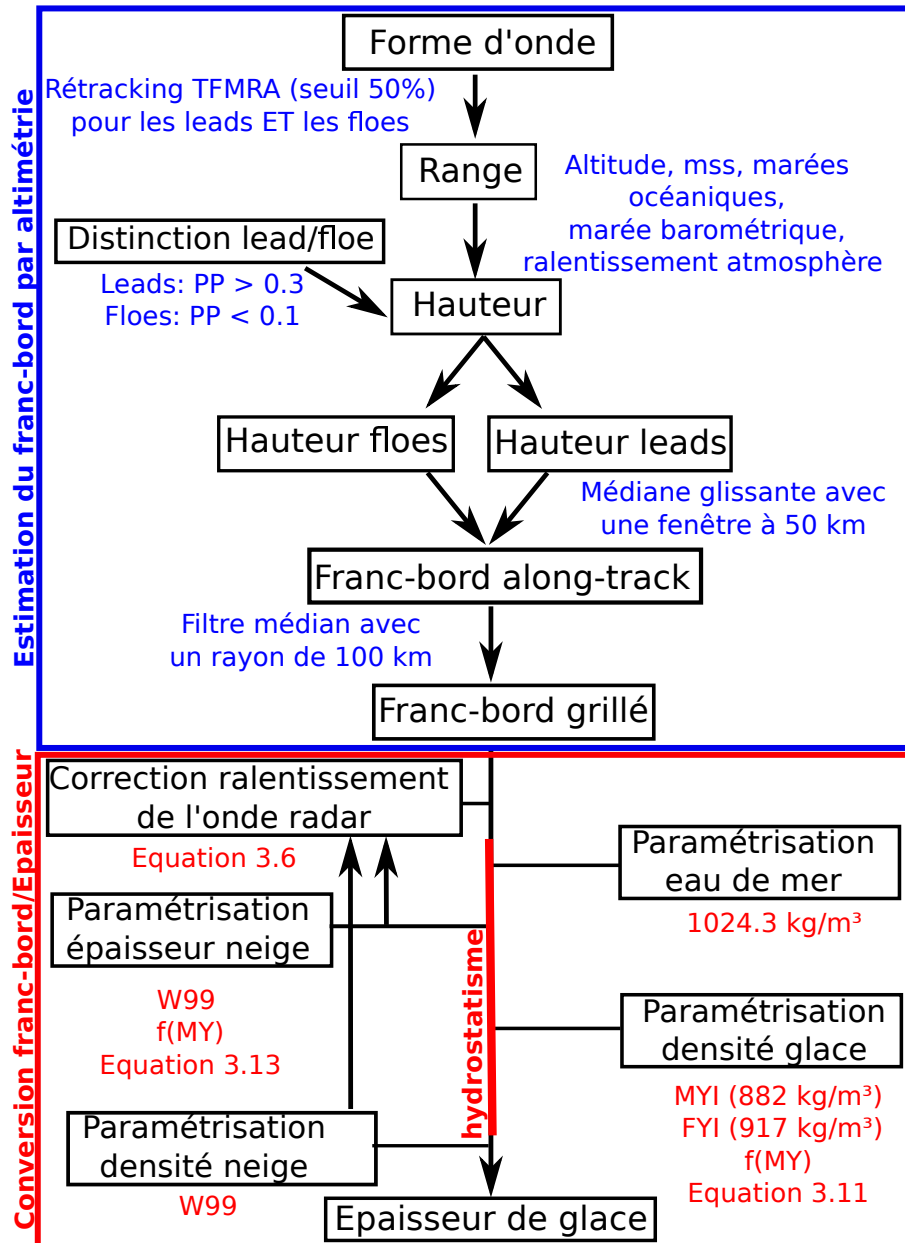 Estimation du franc-bord par altimétrie
Forme d'onde
Rétracking TFMRA (seuil 50%)
pour les leads ET les floes
Range
Altitude, mss, marées
océaniques,
marée barométrique,
ralentissement atmosphère
Distinction lead/floe
Leads: PP > 0.3
Floes: PP < 0.1
Hauteur
Hauteur floes
Hauteur leads
Médiane glissante avec
une fenêtre à 50 km
Franc-bord along-track
Filtre médian avec
un rayon de 100 km
Franc-bord grillé
Conversion franc-bord/Epaisseur
Correction ralentissement
de l'onde radar
Equation 3.6
Paramétrisation
eau de mer
1024.3 kg/m³
Paramétrisation
épaisseur neige
W99
f(MY)
Equation 3.13
hydrostatisme
Paramétrisation
densité glace
MYI (882 kg/m³)
FYI (917 kg/m³)
f(MY)
Equation 3.11
Paramétrisation
densité neige
W99
Epaisseur de glace